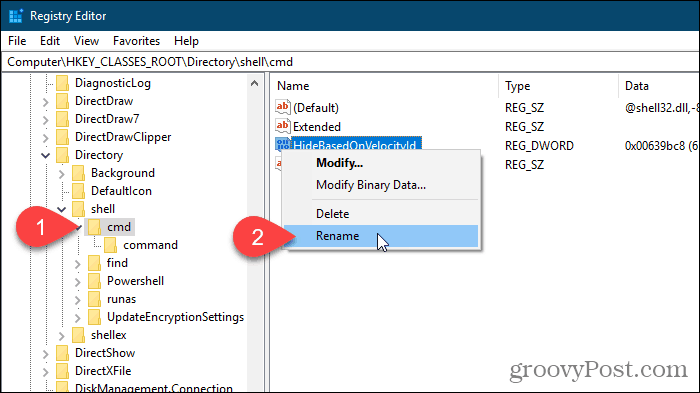 Registry Editor
File Edit View Favorites Help
Computer\HKEY_CLASSES_ROOT\Directory\shell\cmd
DiagnosticLog
DirectDraw
DirectDraw7
DirectDrawClipper
Directory
Background
DefaultIcon
shell
1
cmd
command
find
Powershell
runas
UpdateEncryptionSettings
shellex
DirectShow
DirectXFile
DiskManagement.Connection
Name Type Data
(Default) REG_SZ @shell32.dll,-8
Extended REG_SZ
HideBasedOnVelocityId REG_DWORD 0x00639bc8 (6
REG_SZ
Modify...
Modify Binary Data...
Delete
2
Rename
groovyPost.com